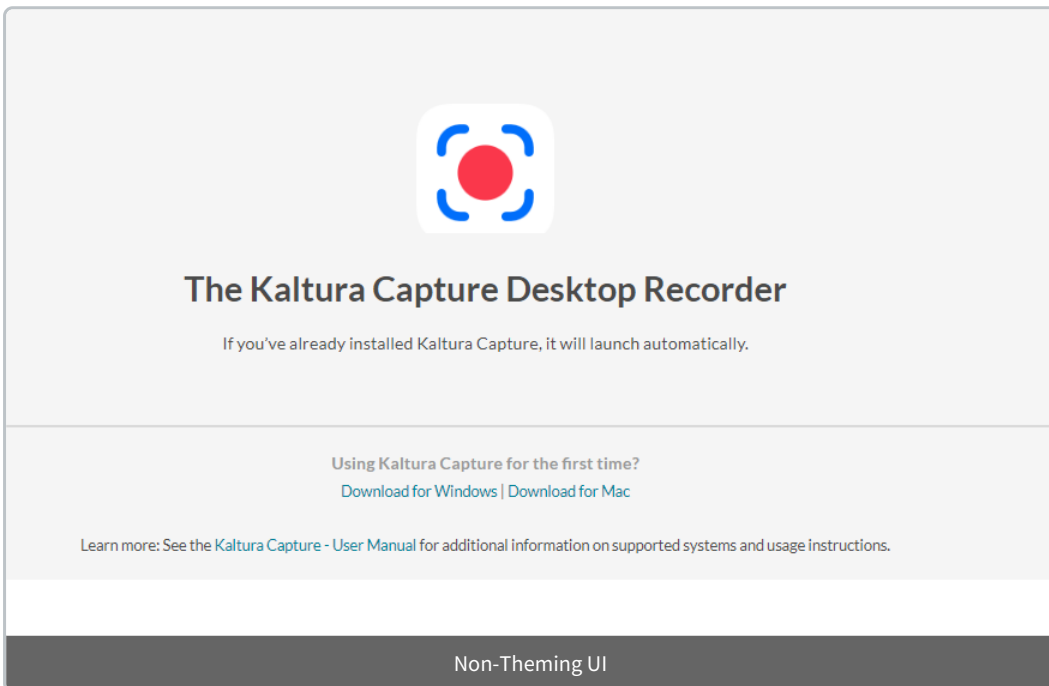 The Kaltura Capture Desktop Recorder
If you've already installed Kaltura Capture, it will launch automatically.
Using Kaltura Capture for the first time?
Download for Windows | Download for Mac
Learn more: See the Kaltura Capture - User Manual for additional information on supported systems and usage instructions.
Non-Theming UI